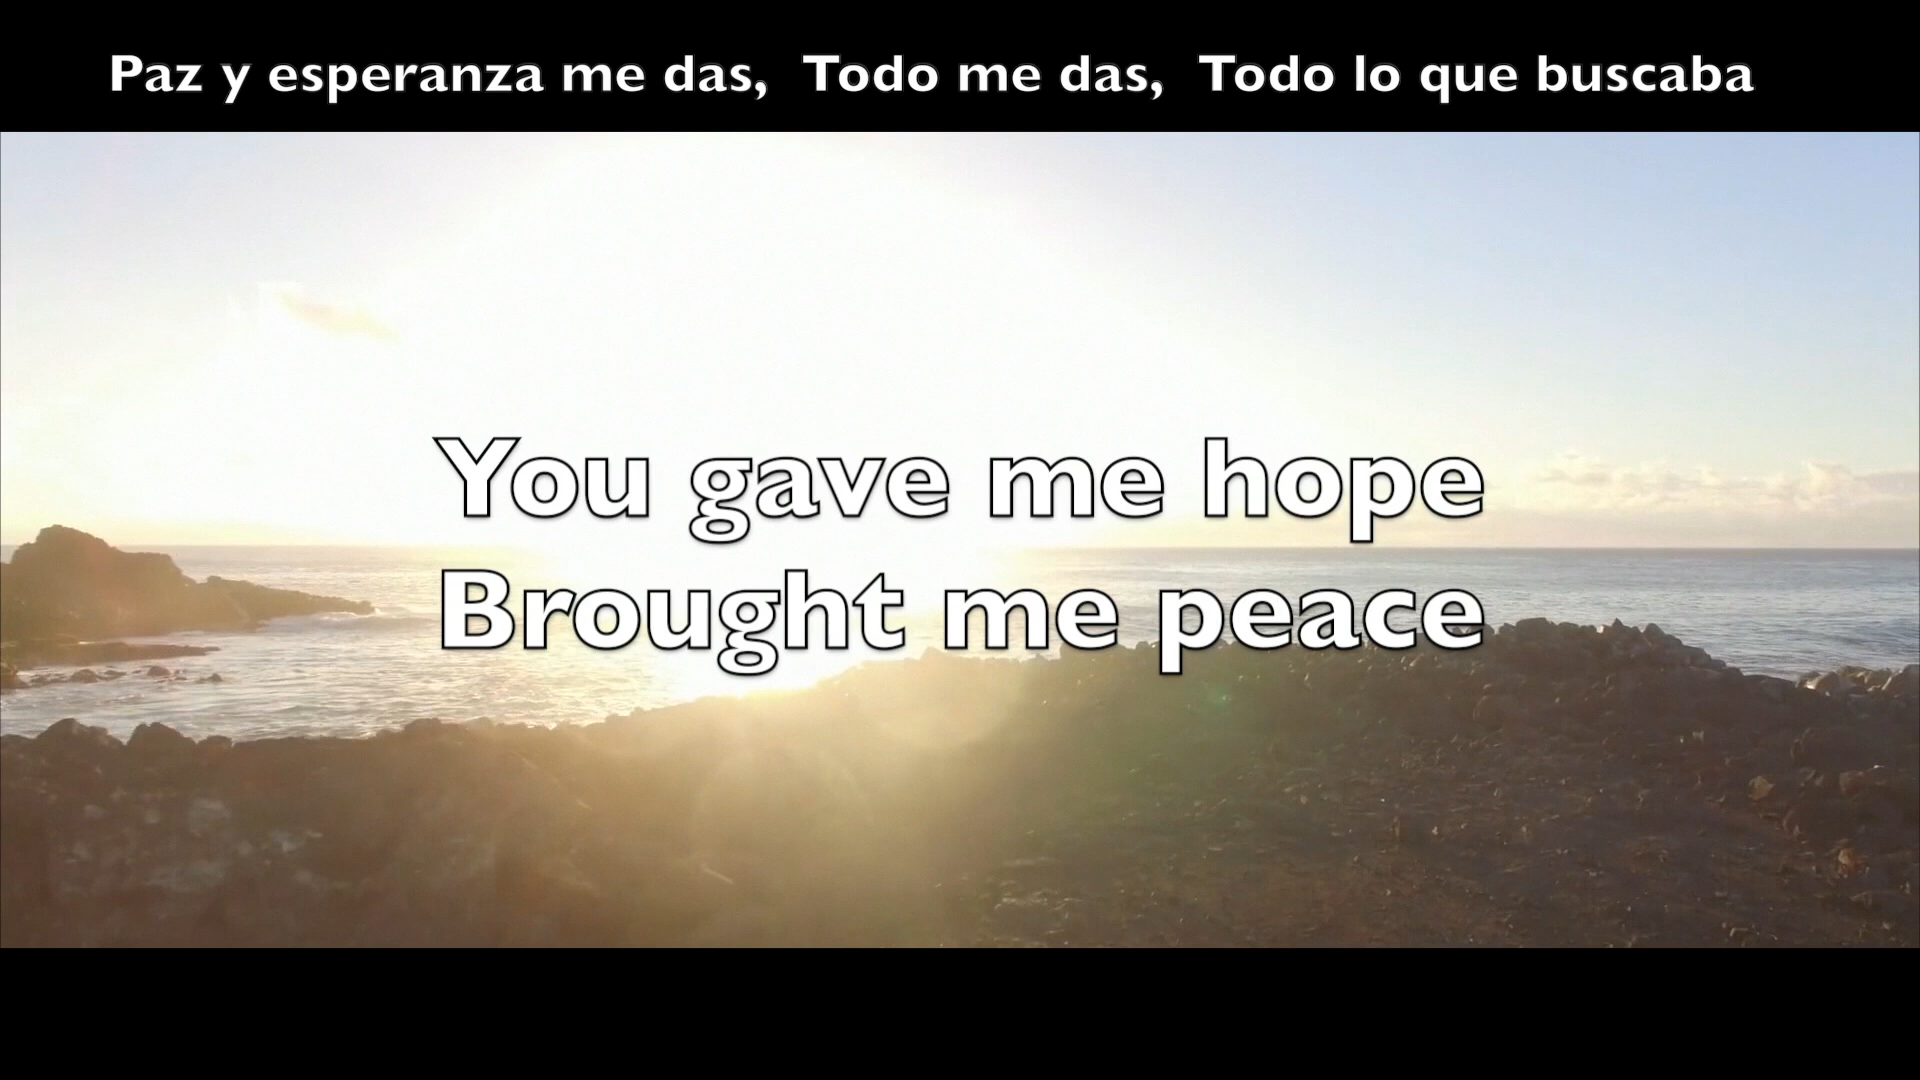 Paz y esperanza me das, Todo me das, Todo lo que buscaba
You gave me hope
Brought me peace